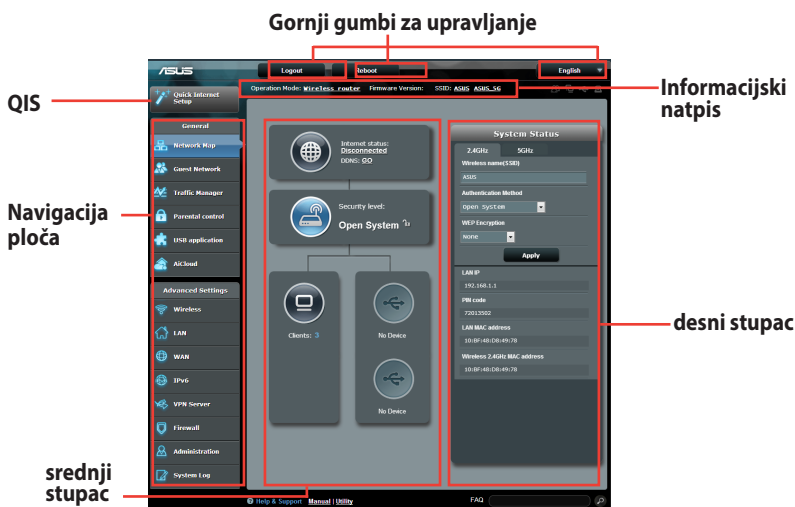 Gornji gumbi za upravljanje
/SUS
Logout
Reboot
English
Quick Internet
Setup
Operation Mode: Wireless router Firmware Version: SSID: ASUS ASUS_5G
Informacijski
natpis
QIS
General
Network Map
Guest Network
Traffic Manager
Parental control
USB application
AiCloud
Navigacija
ploča
Advanced Settings
Wireless
LAN
WAN
IPv6
VPN Server
Firewall
Administration
System Log
Internet status:
Disconnected
DDNS: GO
Security level:
Open System
Clients: 3
No Device
No Device
System Status
2.4GHz 5GHz
Wireless name(SSID)
ASUS
Authentication Method
Open System
WEP Encryption
None
Apply
LAN IP
192.168.1.1
PIN code
72013502
LAN MAC address
10:BF:48:D8:49:78
Wireless 2.4GHz MAC address
10:BF:48:D8:49:78
desni stupac
srednji
stupac
Help & Support Manual | Utility
FAQ